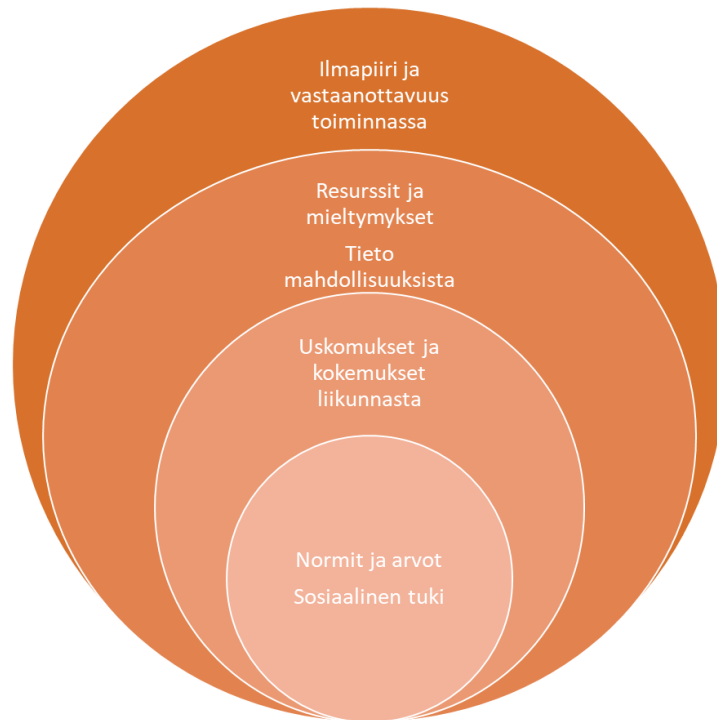 Ilmapiiri ja
vastaanottavuus
toiminnassa
Resurssit ja
mieltymykset
Tieto
mahdollisuuksista
Uskomukset ja
kokemukset
liikunnasta
Normit ja arvot
Sosiaalinen tuki